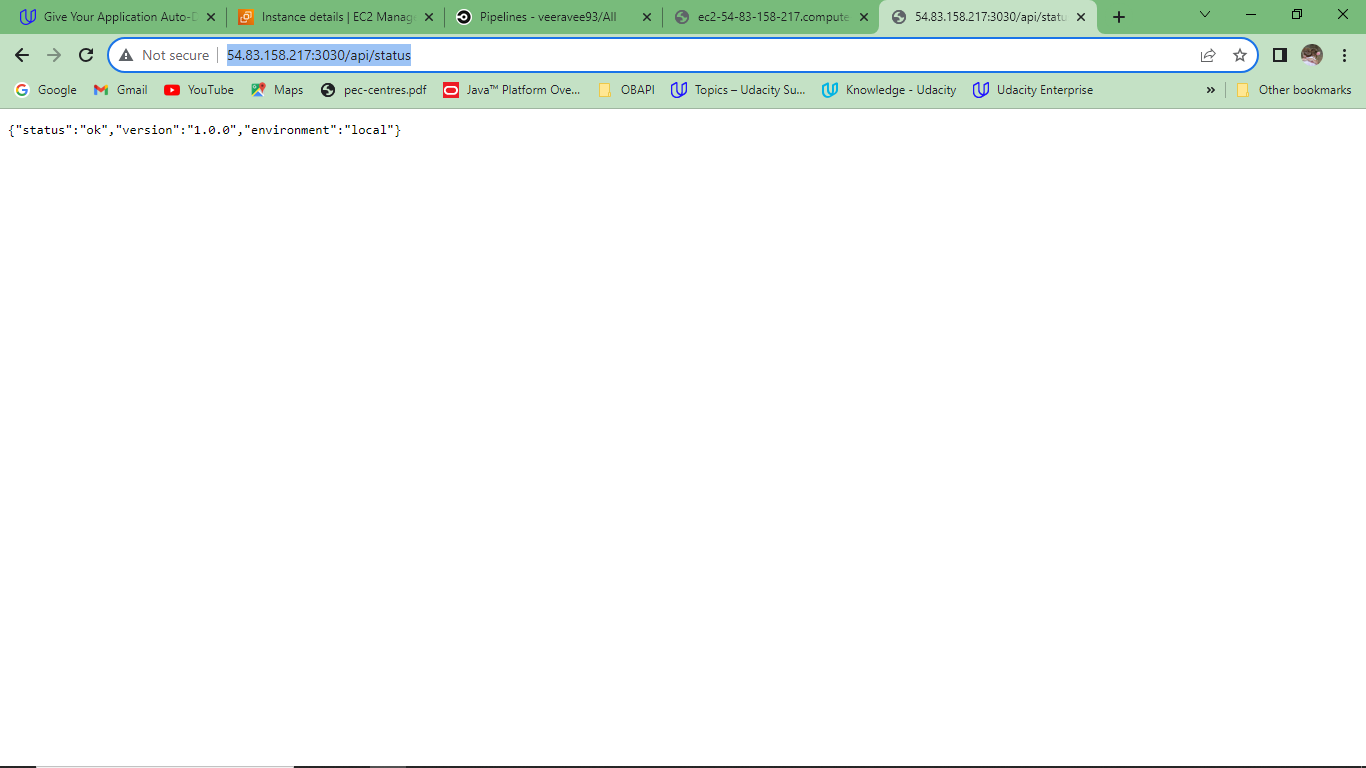 Give Your Application Auto-D
Instance details | EC2 Manag
Pipelines - veeravee93/All
ec2-54-83-158-217.compute
54.83.158.217:3030/api/statu
Not secure
54.83.158.217:3030/api/status
Google
Gmail
YouTube
Maps
pec-centres.pdf
Java™ Platform Ove...
OBAPI
Topics – Udacity Su...
Knowledge - Udacity
Udacity Enterprise
»
Other bookmarks
{"status":"ok","version":"1.0.0","environment":"local"}